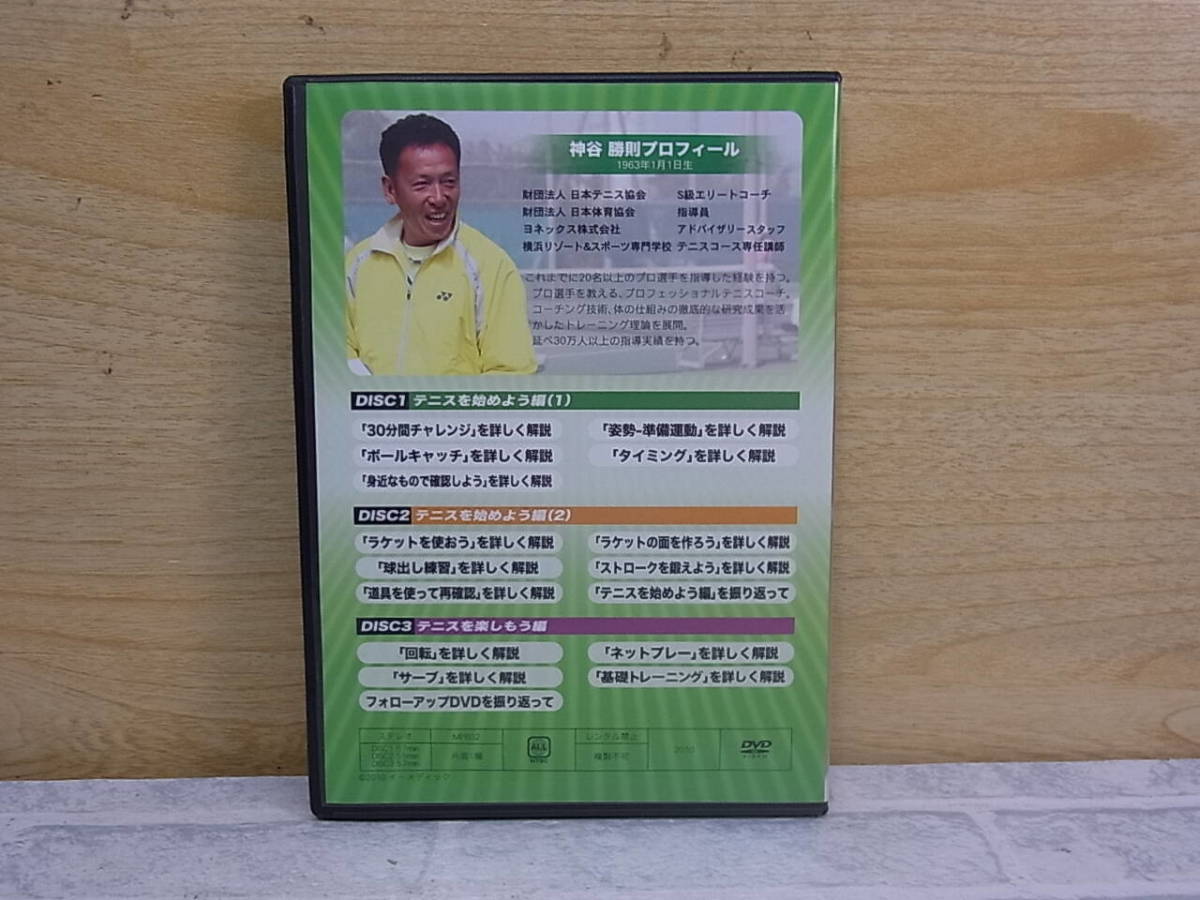 神谷 勝則プロフィール
1963年1月1日生
財団法人 日本テニス協会 S級エリートコーチ
財団法人 日本体育協会 指導員
ヨネックス株式会社 アドバイザリースタッフ
横浜リゾート&スポーツ専門学校 テニスコース専任講師
これまでに20名以上のプロ選手を指導した経験を持つ。
プロ選手を教える、プロフェッショナルテニスコーチ。
コーチング技術、体の仕組みの徹底的な研究成果を活
かしたトレーニング理論を展開。
延べ30万人以上の指導実績を持つ。
DISC1 テニスを始めよう編(1)
「30分間チャレンジ」を詳しく解説 「姿勢-準備運動」を詳しく解説
「ボールキャッチ」を詳しく解説 「タイミング」を詳しく解説
「身近なもので確認しよう」を詳しく解説
DISC2 テニスを始めよう編(2)
「ラケットを使おう」を詳しく解説 「ラケットの面を作ろう」を詳しく解説
「球出し練習」を詳しく解説 「ストロークを鍛えよう」を詳しく解説
「道具を使って再確認」を詳しく解説 「テニスを始めよう編」を振り返って
DISC3 テニスを楽しもう編
「回転」を詳しく解説 「ネットプレー」を詳しく解説
「サーブ」を詳しく解説 「基礎トレーニング」を詳しく解説
フォローアップDVDを振り返って
ステレオ ALL NTSC レンタル禁止 複製不可 2010 DVD
©2010 イーメディック